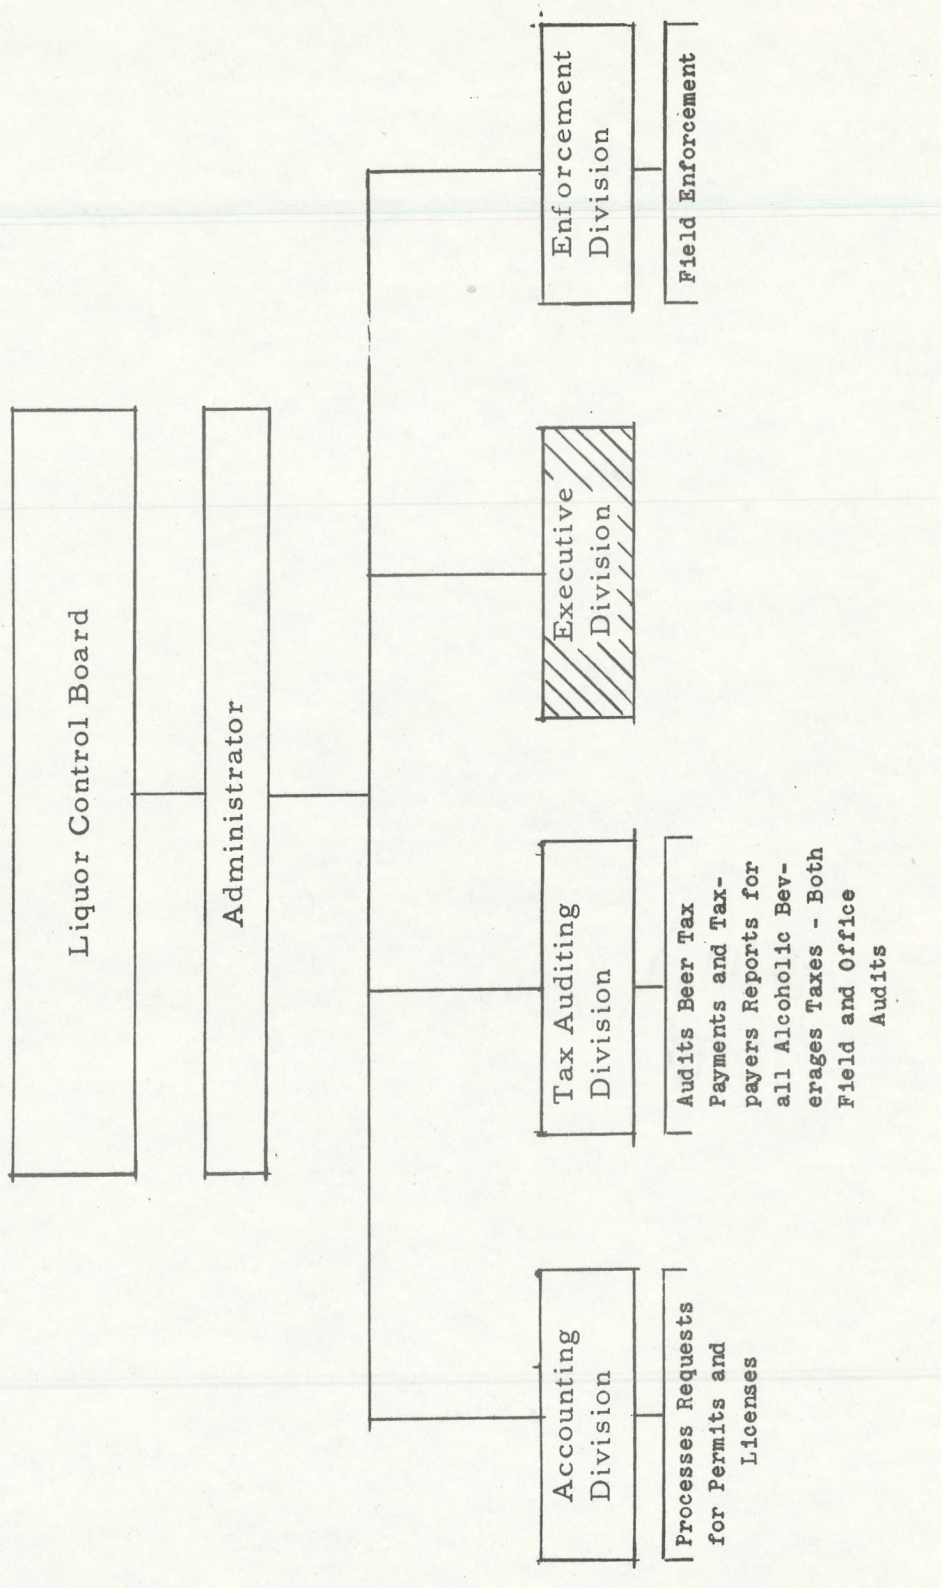 Liquor Control Board
Administrator
Accounting
Division
Processes Requests
for Permits and
Licenses
Tax Auditing
Division
Audits Beer Tax
Payments and Tax-
payers Reports for
all Alcoholic Bev-
erages Taxes - Both
Field and Office
Audits
Executive
Division
Enforcement
Division
Field Enforcement